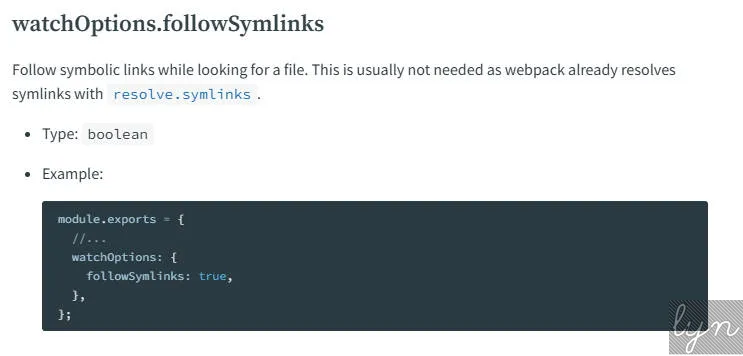 watchOptions.followSymlinks
Follow symbolic links while looking for a file. This is usually not needed as webpack already resolves
symlinks with resolve.symlinks.
• Type: boolean
• Example:
module.exports = {
  //...
  watchOptions: {
    followSymlinks: true,
  },
};
lyn